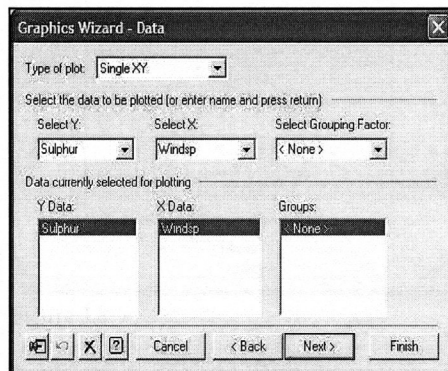 Graphics Wizard - Data
Type of plot: Single XY
Select the data to be plotted (or enter name and press return)
Select Y: Select X: Select Grouping Factor:
Sulphur Windsp < None >
Data currently selected for plotting
Y Data: X Data: Groups:
Sulphur Windsp < None >
Cancel < Back Next > Finish